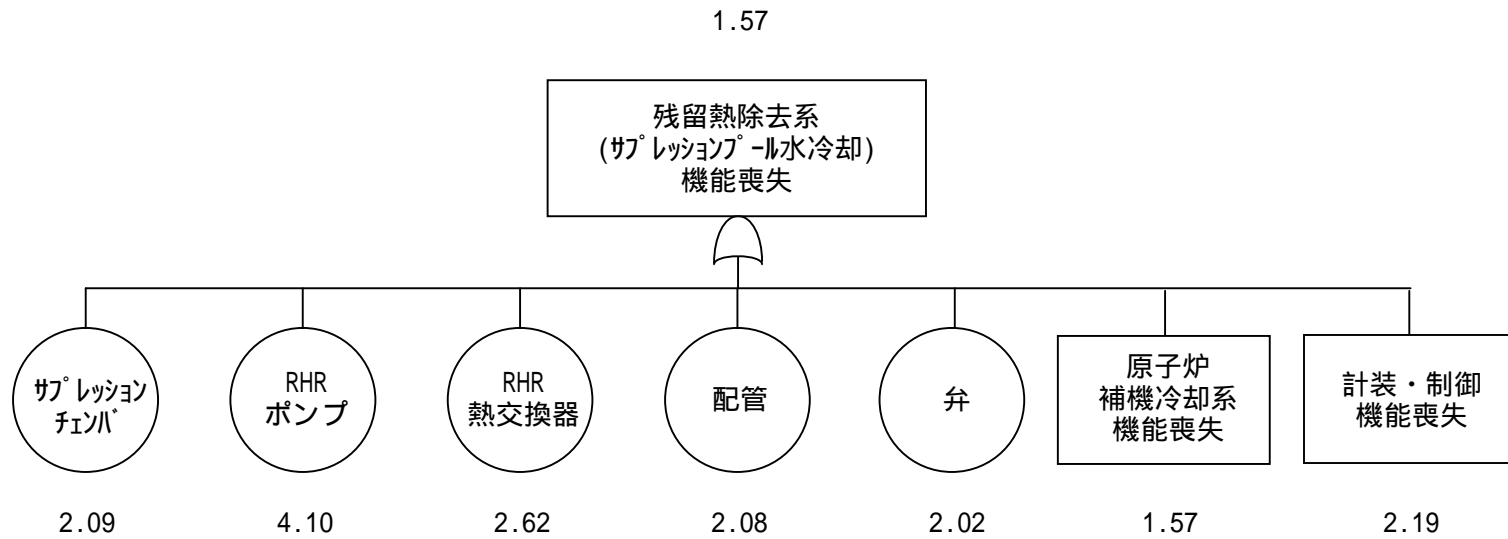 1.57
残留熱除去系
(ｻﾌﾟﾚｯｼｮﾝﾌﾟｰﾙ水冷却)
機能喪失
ｻﾌﾟﾚｯｼｮﾝ
ﾁｪﾝﾊﾞ
RHR
ポンプ
RHR
熱交換器
配管
弁
原子炉
補機冷却系
機能喪失
計装・制御
機能喪失
2.09
4.10
2.62
2.08
2.02
1.57
2.19